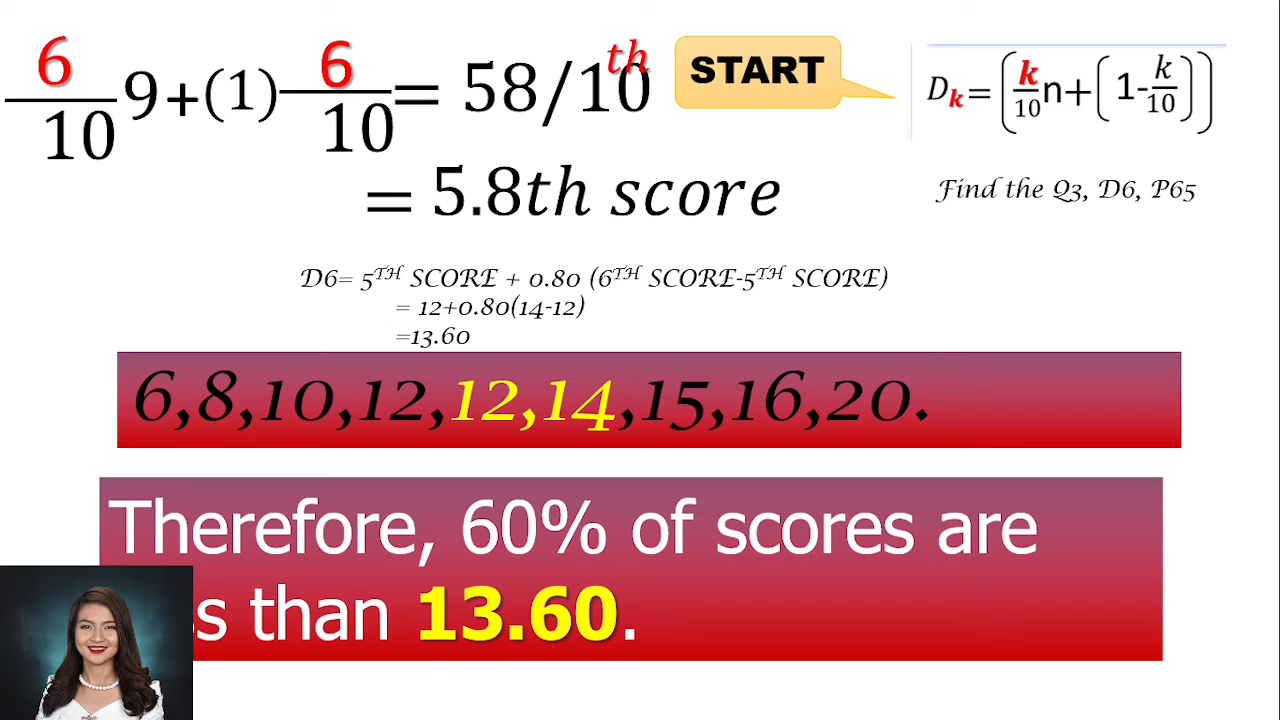 6/10 9+(1) 6/10 = 58/10th
= 5.8th score
START
Dk= (k/10 n+(1-k/10))
Find the Q3, D6, P65
D6= 5TH SCORE + 0.80 (6TH SCORE-5TH SCORE)
= 12+0.80(14-12)
=13.60
6,8,10,12,12,14,15,16,20.
Therefore, 60% of scores are
s than 13.60.